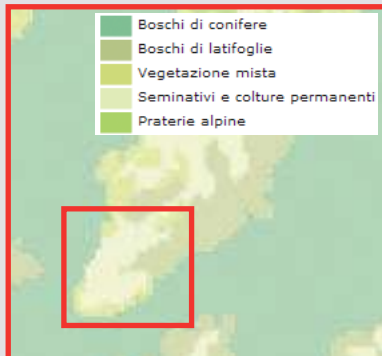 Boschi di conifere
Boschi di latifoglie
Vegetazione mista
Seminativi e colture permanenti
Praterie alpine